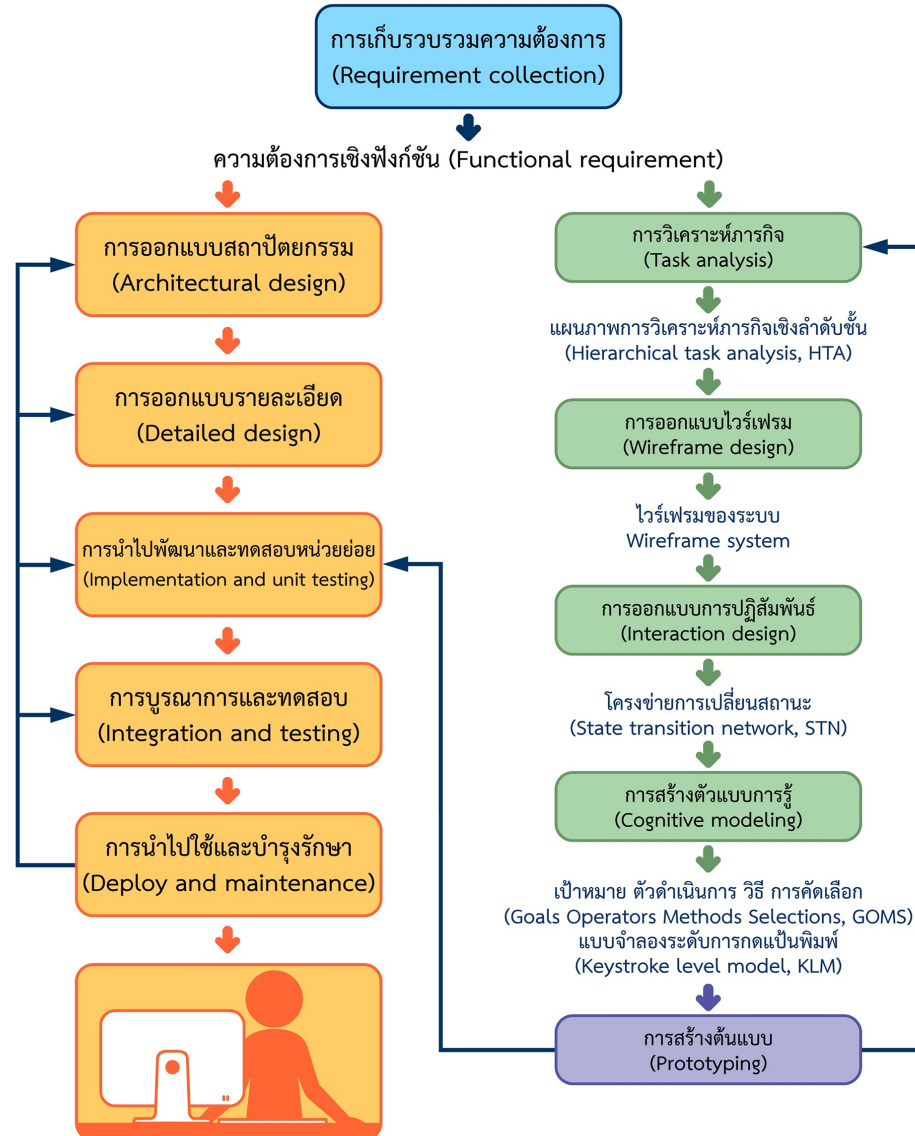 การเก็บรวบรวมความต้องการ
(Requirement collection)
ความต้องการเชิงฟังก์ชัน (Functional requirement)
การออกแบบสถาปัตยกรรม
(Architectural design)
การออกแบบรายละเอียด
(Detailed design)
การนำไปพัฒนาและทดสอบหน่วยย่อย
(Implementation and unit testing)
การบูรณาการและทดสอบ
(Integration and testing)
การนำไปใช้และบำรุงรักษา
(Deploy and maintenance)
การวิเคราะห์ภารกิจ
(Task analysis)
แผนภาพการวิเคราะห์ภารกิจเชิงลำดับชั้น
(Hierarchical task analysis, HTA)
การออกแบบไวร์เฟรม
(Wireframe design)
ไวร์เฟรมของระบบ
Wireframe system
การออกแบบการปฏิสัมพันธ์
(Interaction design)
โครงข่ายการเปลี่ยนสถานะ
(State transition network, STN)
การสร้างตัวแบบการรู้
(Cognitive modeling)
เป้าหมาย ตัวดำเนินการ วิธี การคัดเลือก
(Goals Operators Methods Selections, GOMS)
แบบจำลองระดับการกดแป้นพิมพ์
(Keystroke level model, KLM)
การสร้างต้นแบบ
(Prototyping)